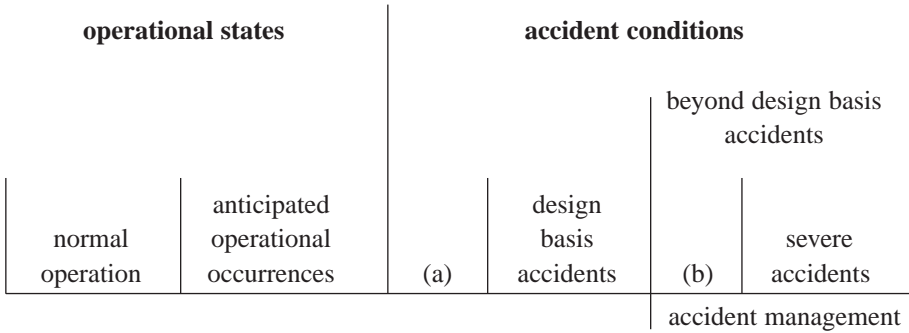 operational states
accident conditions
beyond design basis
accidents
normal
operation
anticipated
operational
occurrences
(a)
design
basis
accidents
(b)
severe
accidents
accident management